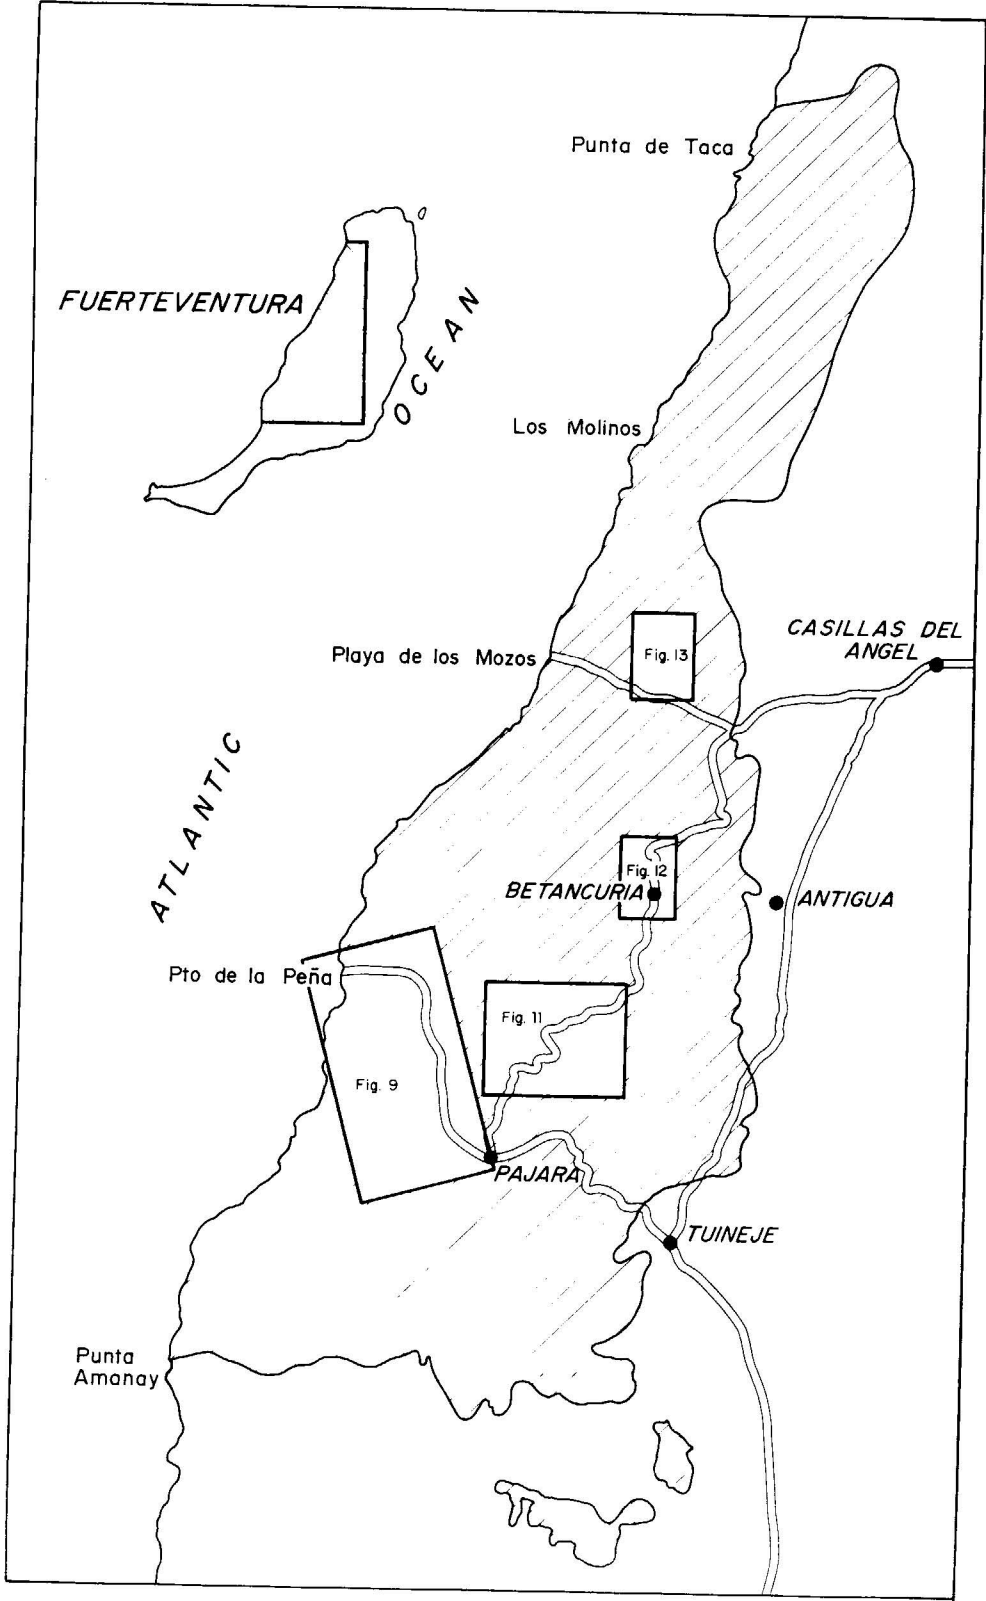 Punta de Taca
FUERTEVENTURA
OCEAN
Los Molinos
CASILLAS DEL
ANGEL
Playa de los Mozos
Fig. 13
ATLANTIC
Fig. 12
BETANCURIA
ANTIGUA
Pto de la Peña
Fig. 11
Fig. 9
PAJARA
TUINEJE
Punta
Amanay